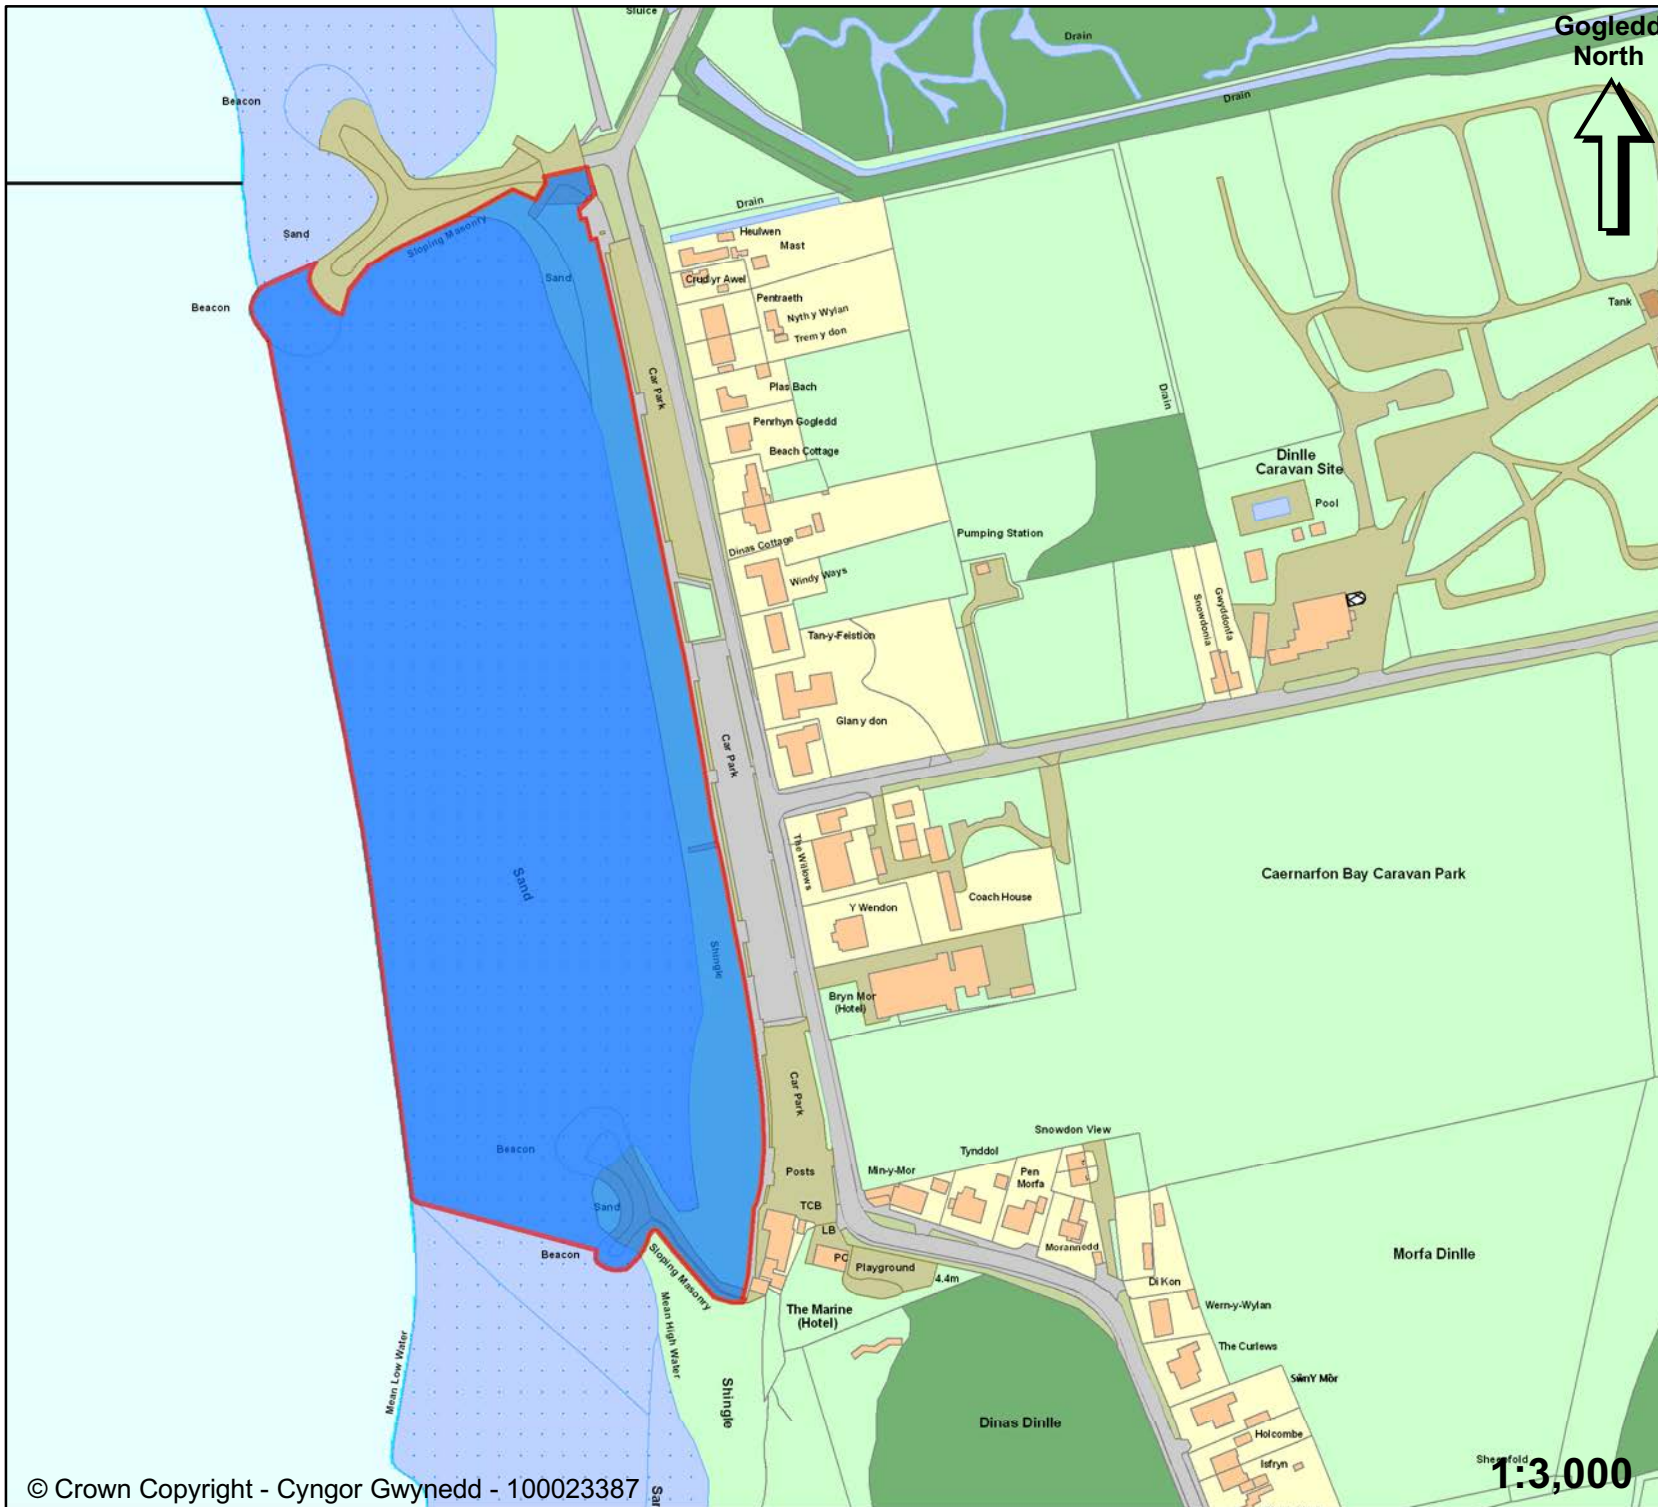 Sluice
Gogledd
North
Drain
Beacon
Drain
Drain
Heulwen
Mast
Sloping Masonry
Sand
Sand
Crud yr Awel
Pentraeth
Beacon
Nyth y Wylan
Trem y don
Tank
Car Park
Plas Bach
Drain
Penrhyn Gogledd
Beach Cottage
Dinlle
Caravan Site
Pool
Pumping Station
Dinas Cottage
Windy Ways
Snowdonia
Gwyddonfa
Tan-y-Feistion
Glan y don
Car Park
The Willows
Sand
Caernarfon Bay Caravan Park
Coach House
Y Wendon
Shingle
Bryn Mor
(Hotel)
Car Park
Snowdon View
Beacon
Tynddol
Posts
Min-y-Mor
Pen
Morfa
Sand
TCB
LB
Beacon
Sloping Masonry
PC
Playground
Morannedd
Morfa Dinlle
4.4m
Di Kon
Mean High Water
The Marine
(Hotel)
Wern-y-Wylan
Mean Low Water
The Curlews
Shingle
Sŵn Y Môr
Dinas Dinlle
Holcombe
Isfryn
Sheepfold
1:3,000
© Crown Copyright - Cyngor Gwynedd - 100023387